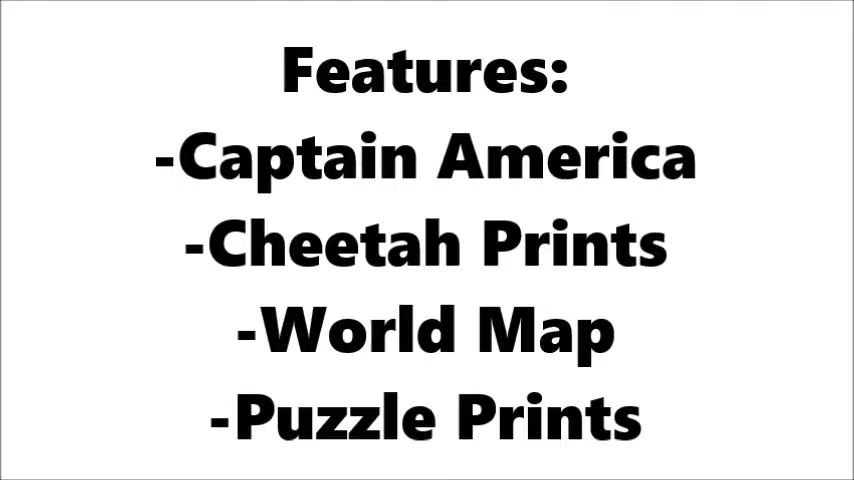 Features:
-Captain America
-Cheetah Prints
-World Map
-Puzzle Prints